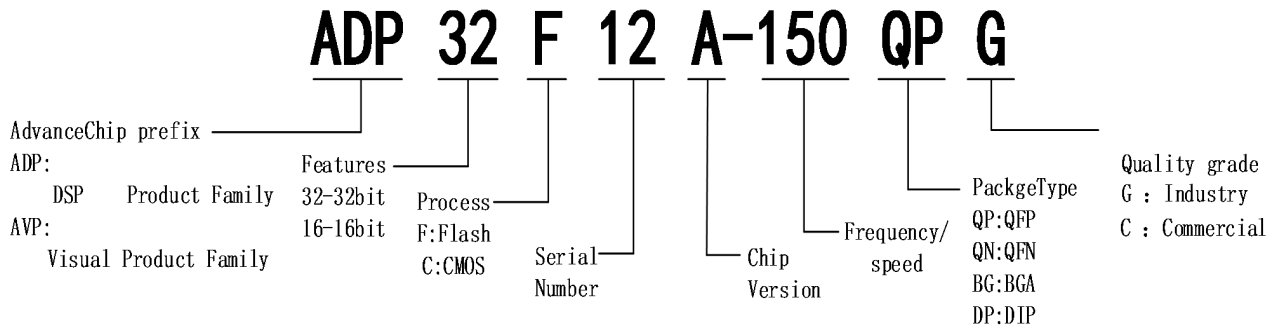 ADP 32 F 12 A-150 QP G
AdvanceChip prefix
ADP:
DSP Product Family
AVP:
Visual Product Family
Features
32-32bit
16-16bit
Process
F:Flash
C:CMOS
Serial
Number
Chip
Version
Frequency/
speed
PackgeType
QP:QFP
QN:QFN
BG:BGA
DP:DIP
Quality grade
G : Industry
C : Commercial